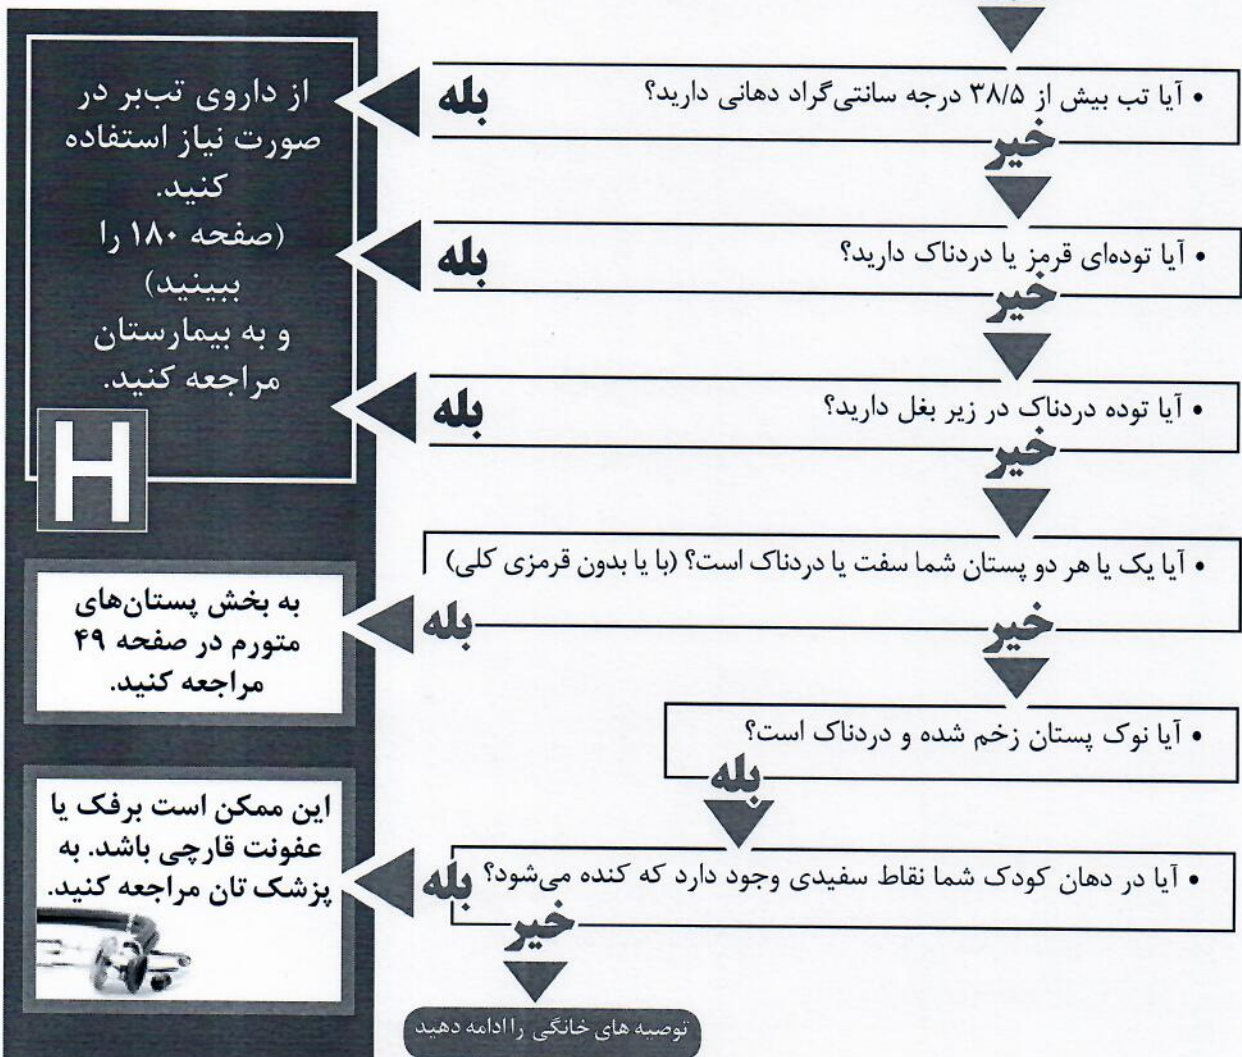 • آیا تب بیش از ۳۸/۵ درجه سانتی‌گراد دهانی دارید؟
بله
خیر
• آیا توده‌ای قرمز یا دردناک دارید؟
بله
خیر
• آیا توده دردناک در زیر بغل دارید؟
بله
خیر
از داروی تب‌بر در
صورت نیاز استفاده
کنید.
(صفحه ۱۸۰ را
ببینید)
و به بیمارستان
مراجعه کنید.
H
• آیا یک یا هر دو پستان شما سفت یا دردناک است؟ (با یا بدون قرمزی کلی)
بله
خیر
به بخش پستان‌های
متورم در صفحه ۴۹
مراجعه کنید.
• آیا نوک پستان زخم شده و دردناک است؟
بله
• آیا در دهان کودک شما نقاط سفیدی وجود دارد که کنده می‌شود؟
بله
خیر
این ممکن است برفک یا
عفونت قارچی باشد. به
پزشک تان مراجعه کنید.
توصیه های خانگی را ادامه دهید